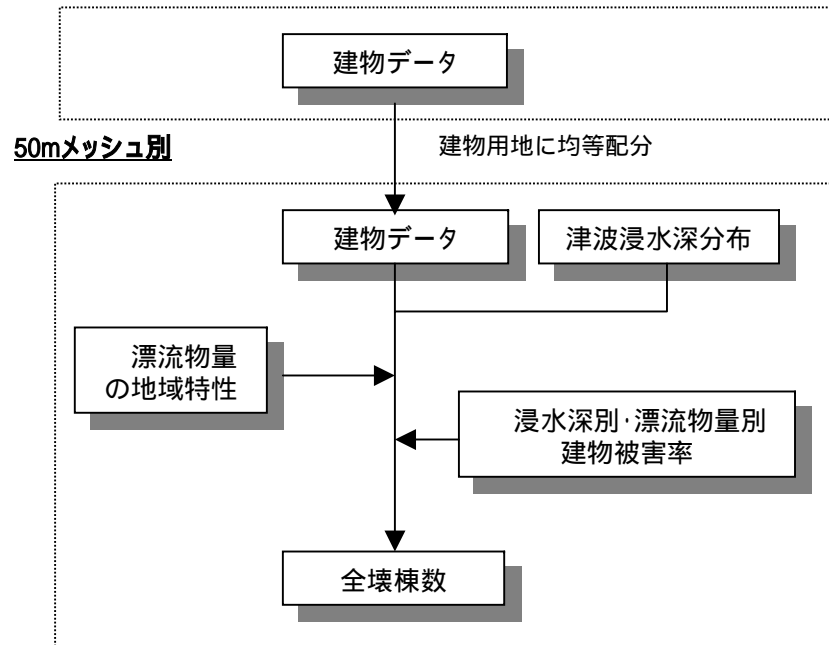 建物データ
50mメッシュ別
建物用地に均等配分
建物データ
津波浸水深分布
漂流物量
の地域特性
浸水深別・漂流物量別
建物被害率
全壊棟数